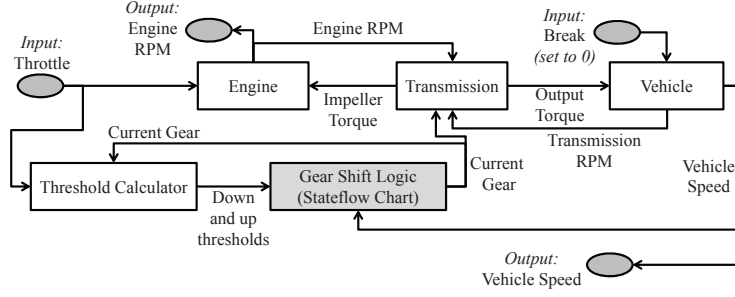 Output:
Engine
RPM
Input:
Throttle
Engine RPM
Input:
Break
(set to 0)
Engine
Transmission
Vehicle
Impeller
Torque
Output
Torque
Transmission
RPM
Current Gear
Current
Gear
Vehicle
Speed
Threshold Calculator
Gear Shift Logic
(Stateflow Chart)
Down
and up
thresholds
Output:
Vehicle Speed